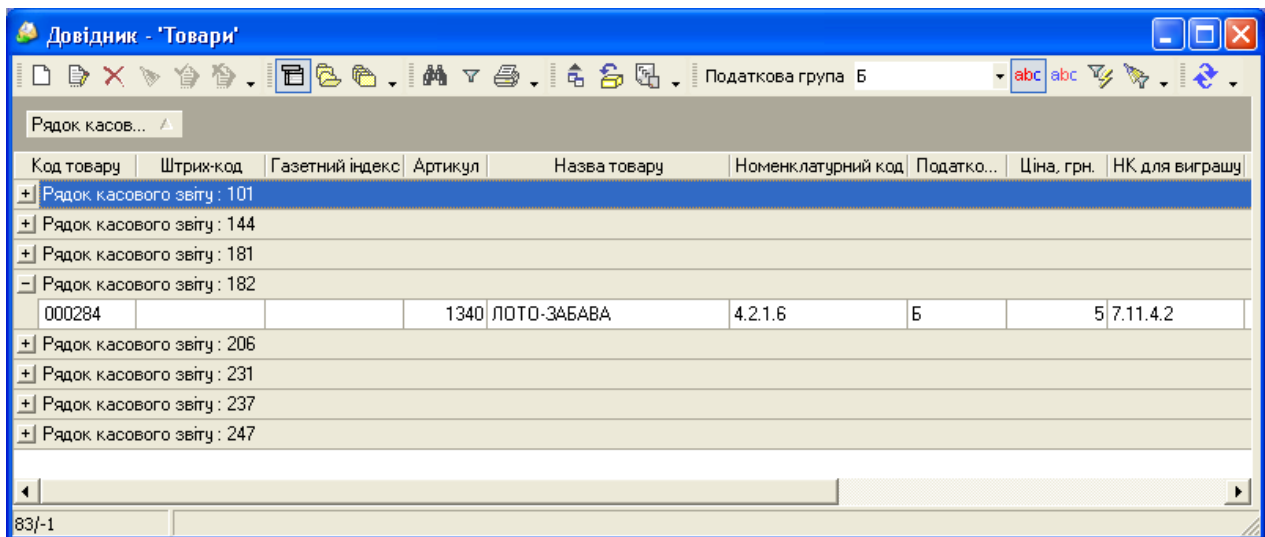 Довідник - 'Товари'
Податкова група Б abc abc
Рядок касов...
Код товару Штрих-код Газетний індекс Артикул Назва товару Номенклатурний код Податко... Ціна, грн. НК для виграшу
Рядок касового звіту : 101
Рядок касового звіту : 144
Рядок касового звіту : 181
Рядок касового звіту : 182
000284 1340 ЛОТО-ЗАБАВА 4.2.1.6 Б 5 7.11.4.2
Рядок касового звіту : 206
Рядок касового звіту : 231
Рядок касового звіту : 237
Рядок касового звіту : 247
83/-1